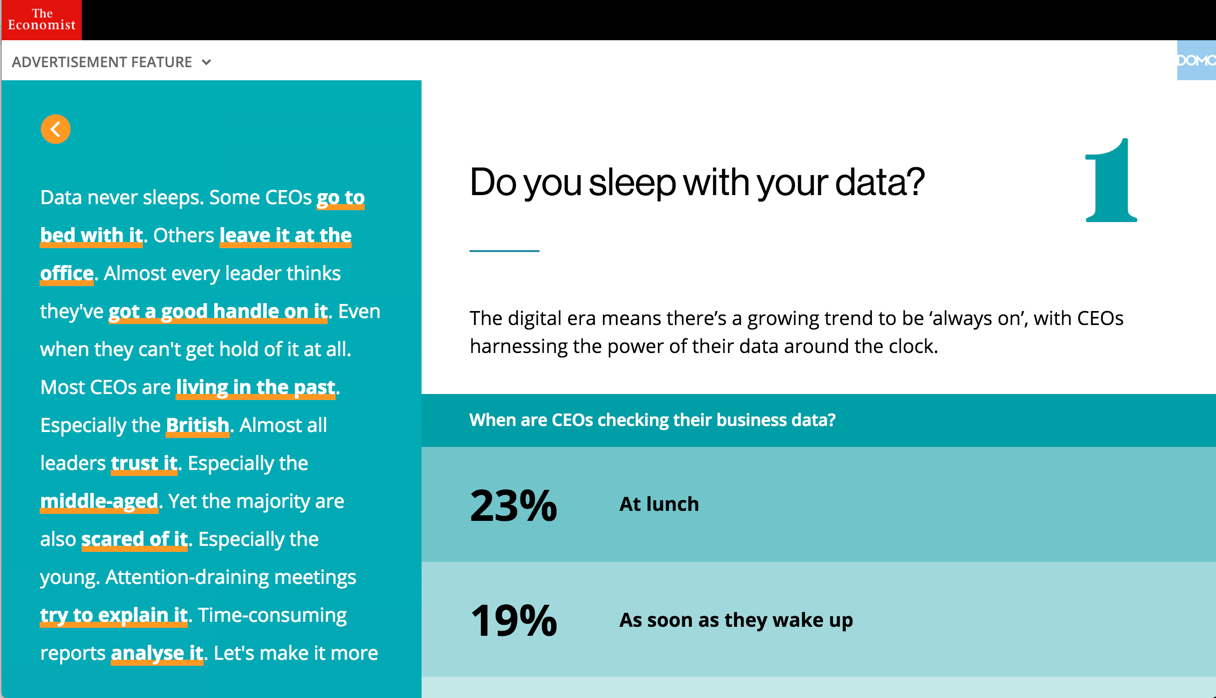 The
Economist
ADVERTISEMENT FEATURE
DOMO
Data never sleeps. Some CEOs go to
bed with it. Others leave it at the
office. Almost every leader thinks
they've got a good handle on it. Even
when they can't get hold of it at all.
Most CEOs are living in the past.
Especially the British. Almost all
leaders trust it. Especially the
middle-aged. Yet the majority are
also scared of it. Especially the
young. Attention-draining meetings
try to explain it. Time-consuming
reports analyse it. Let's make it more
Do you sleep with your data?
1
The digital era means there’s a growing trend to be ‘always on’, with CEOs
harnessing the power of their data around the clock.
When are CEOs checking their business data?
23% At lunch
19% As soon as they wake up